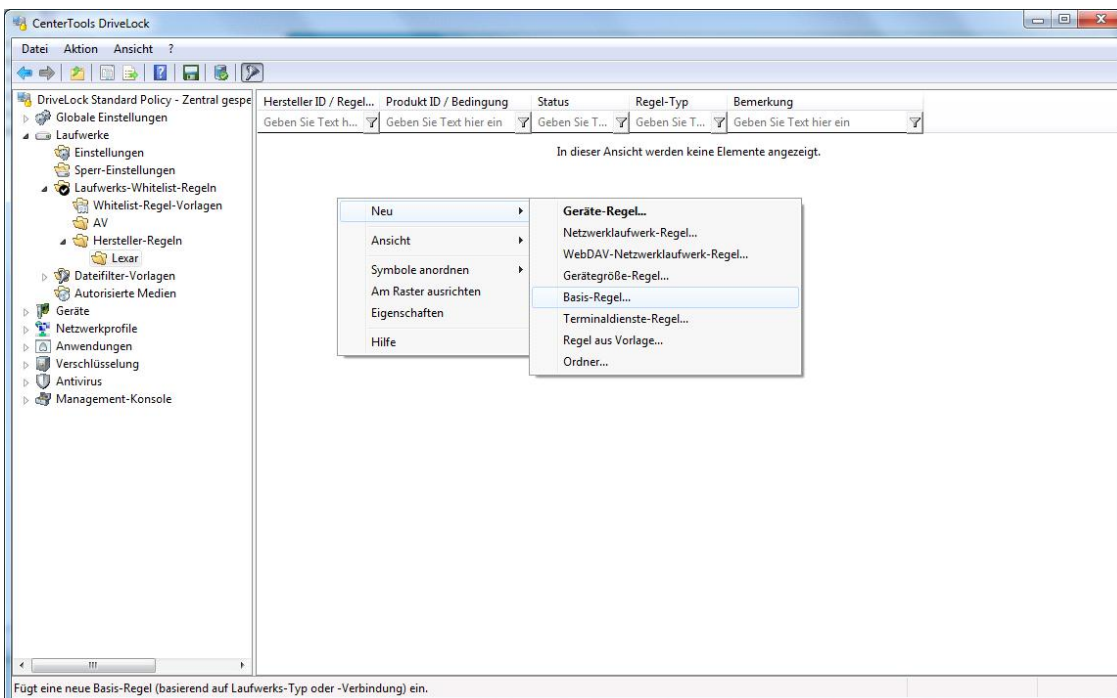 CenterTools DriveLock
Datei Aktion Ansicht ?
DriveLock Standard Policy - Zentral gespe
Globale Einstellungen
Laufwerke
Einstellungen
Sperr-Einstellungen
Laufwerks-Whitelist-Regeln
Whitelist-Regel-Vorlagen
AV
Hersteller-Regeln
Lexar
Dateifilter-Vorlagen
Autorisierte Medien
Geräte
Netzwerkprofile
Anwendungen
Verschlüsselung
Antivirus
Management-Konsole
Hersteller ID / Regel... Produkt ID / Bedingung Status Regel-Typ Bemerkung
Geben Sie Text h... Geben Sie Text hier ein Geben Sie T... Geben Sie T... Geben Sie Text hier ein
In dieser Ansicht werden keine Elemente angezeigt.
Neu
Ansicht
Symbole anordnen
Am Raster ausrichten
Eigenschaften
Hilfe
Geräte-Regel...
Netzwerklaufwerk-Regel...
WebDAV-Netzwerklaufwerk-Regel...
Gerätegröße-Regel...
Basis-Regel...
Terminaldienste-Regel...
Regel aus Vorlage...
Ordner...
Fügt eine neue Basis-Regel (basierend auf Laufwerks-Typ oder -Verbindung) ein.